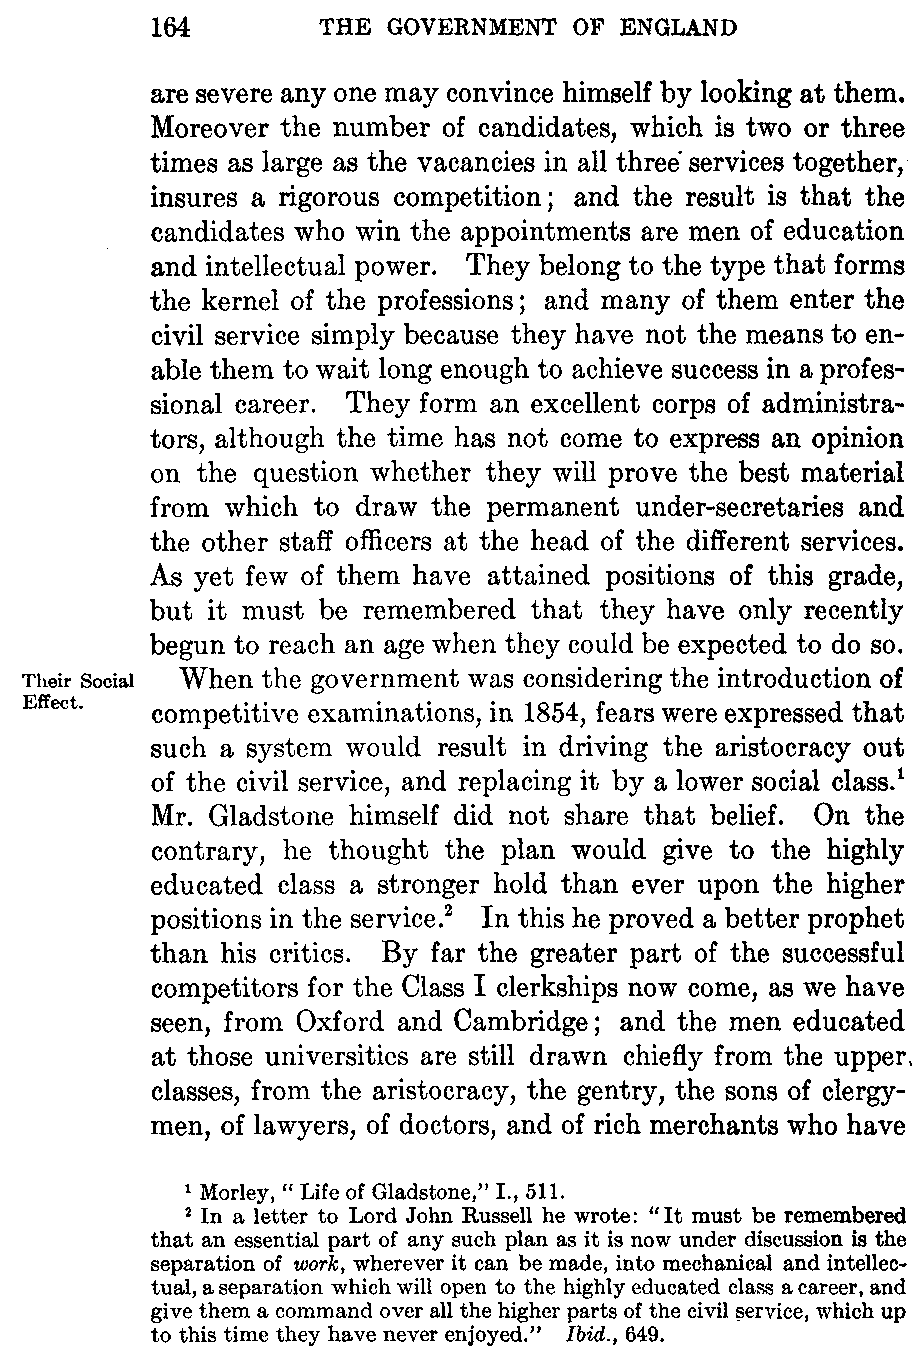 164 THE GOVERNMENT OF ENGLAND
are severe any one may convince himself by looking at them.
Moreover the number of candidates, which is two or three
times as large as the vacancies in all three services together,
insures a rigorous competition; and the result is that the
candidates who win the appointments are men of education
and intellectual power. They belong to the type that forms
the kernel of the professions; and many of them enter the
civil service simply because they have not the means to en-
able them to wait long enough to achieve success in a profes-
sional career. They form an excellent corps of administra-
tors, although the time has not come to express an opinion
on the question whether they will prove the best material
from which to draw the permanent under-secretaries and
the other staff officers at the head of the different services.
As yet few of them have attained positions of this grade,
but it must be remembered that they have only recently
begun to reach an age when they could be expected to do so.
Their Social
Effect.
When the government was considering the introduction of
competitive examinations, in 1854, fears were expressed that
such a system would result in driving the aristocracy out
of the civil service, and replacing it by a lower social class.¹
Mr. Gladstone himself did not share that belief. On the
contrary, he thought the plan would give to the highly
educated class a stronger hold than ever upon the higher
positions in the service.² In this he proved a better prophet
than his critics. By far the greater part of the successful
competitors for the Class I clerkships now come, as we have
seen, from Oxford and Cambridge; and the men educated
at those universities are still drawn chiefly from the upper
classes, from the aristocracy, the gentry, the sons of clergy-
men, of lawyers, of doctors, and of rich merchants who have
¹ Morley, “ Life of Gladstone,” I., 511.
² In a letter to Lord John Russell he wrote: “It must be remembered
that an essential part of any such plan as it is now under discussion is the
separation of work, wherever it can be made, into mechanical and intellec-
tual, a separation which will open to the highly educated class a career, and
give them a command over all the higher parts of the civil service, which up
to this time they have never enjoyed.” Ibid., 649.